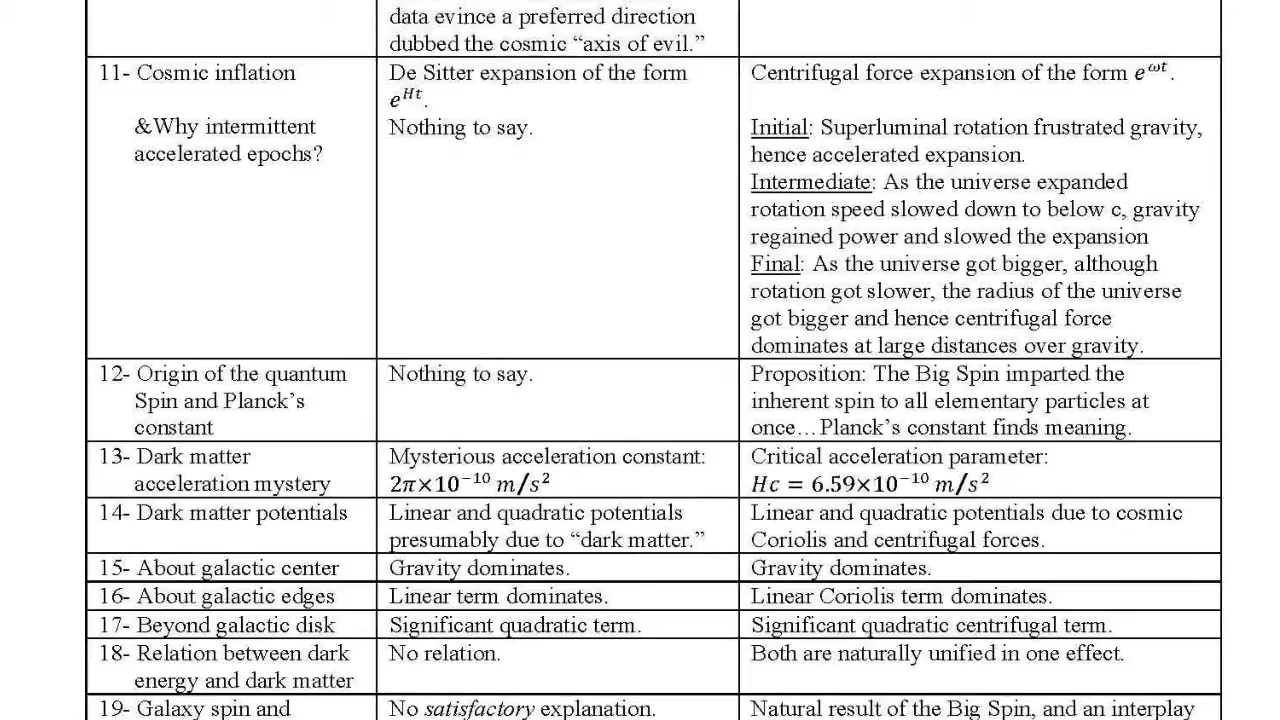 data evince a preferred direction
dubbed the cosmic “axis of evil.”
11- Cosmic inflation
&Why intermittent
accelerated epochs?
De Sitter expansion of the form
e^{Ht}.
Nothing to say.
Centrifugal force expansion of the form e^{ωt}.
Initial: Superluminal rotation frustrated gravity,
hence accelerated expansion.
Intermediate: As the universe expanded
rotation speed slowed down to below c, gravity
regained power and slowed the expansion
Final: As the universe got bigger, although
rotation got slower, the radius of the universe
got bigger and hence centrifugal force
dominates at large distances over gravity.
12- Origin of the quantum
Spin and Planck’s
constant
Nothing to say.
Proposition: The Big Spin imparted the
inherent spin to all elementary particles at
once…Planck’s constant finds meaning.
13- Dark matter
acceleration mystery
Mysterious acceleration constant:
2π×10⁻¹⁰ m/s²
Critical acceleration parameter:
Hc = 6.59×10⁻¹⁰ m/s²
14- Dark matter potentials
Linear and quadratic potentials
presumably due to “dark matter.”
Linear and quadratic potentials due to cosmic
Coriolis and centrifugal forces.
15- About galactic center
Gravity dominates.
Gravity dominates.
16- About galactic edges
Linear term dominates.
Linear Coriolis term dominates.
17- Beyond galactic disk
Significant quadratic term.
Significant quadratic centrifugal term.
18- Relation between dark
energy and dark matter
No relation.
Both are naturally unified in one effect.
19- Galaxy spin and
No satisfactory explanation.
Natural result of the Big Spin, and an interplay